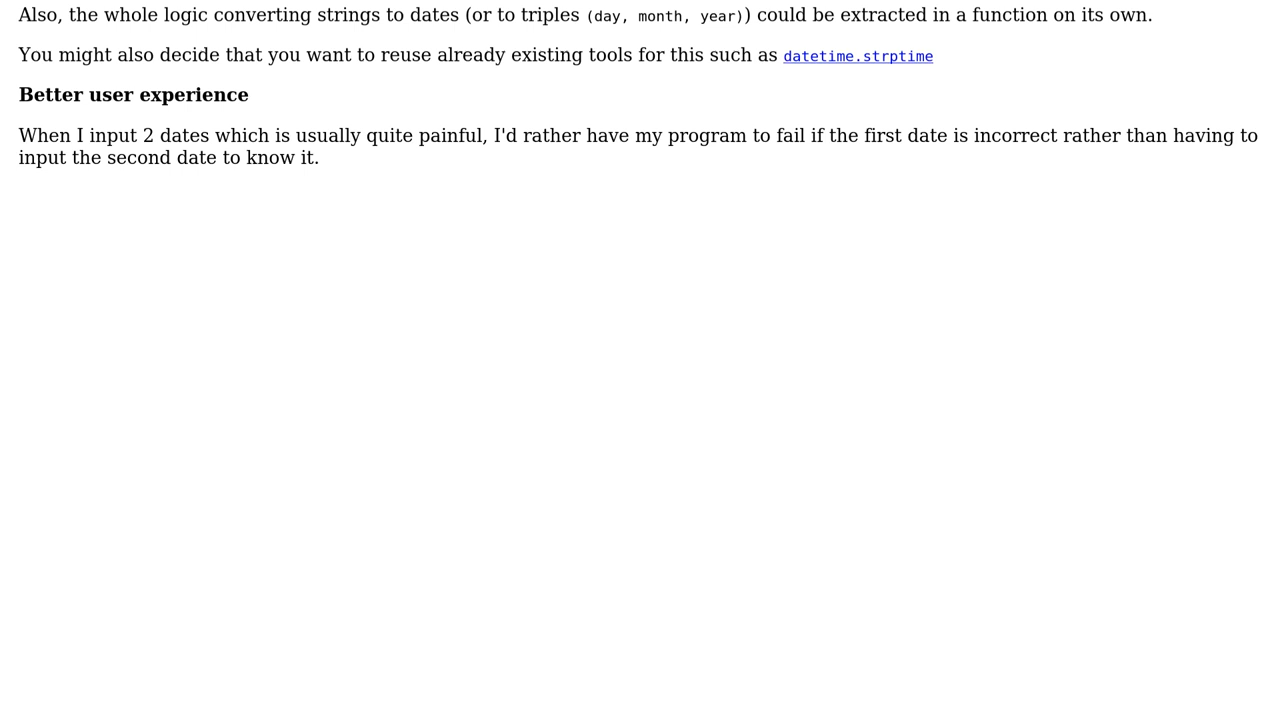 Also, the whole logic converting strings to dates (or to triples (day, month, year)) could be extracted in a function on its own.
You might also decide that you want to reuse already existing tools for this such as datetime.strptime
Better user experience
When I input 2 dates which is usually quite painful, I'd rather have my program to fail if the first date is incorrect rather than having to
input the second date to know it.